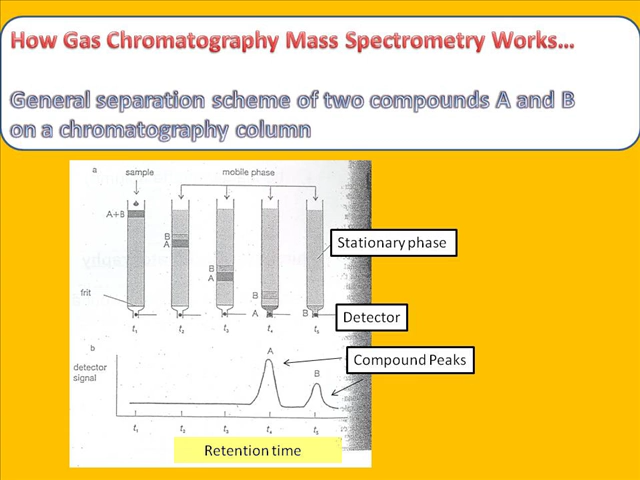 How Gas Chromatography Mass Spectrometry Works...
General separation scheme of two compounds A and B
on a chromatography column
a sample mobile phase
A+B
B
A
B
A
B
A
B
Stationary phase
frit
Detector
t₁ t₂ t₃ t₄ t₅
b
detector
signal
A
B
Compound Peaks
t₁ t₂ t₃ t₄ t₅
Retention time